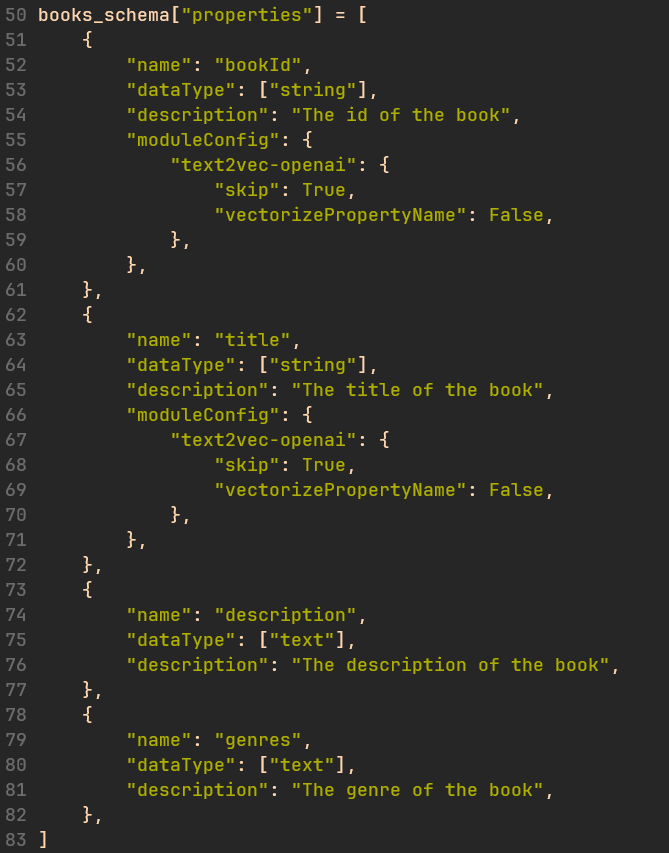 50 books_schema["properties"] = [
51     {
52         "name": "bookId",
53         "dataType": ["string"],
54         "description": "The id of the book",
55         "moduleConfig": {
56             "text2vec-openai": {
57                 "skip": True,
58                 "vectorizePropertyName": False,
59             },
60         },
61     },
62     {
63         "name": "title",
64         "dataType": ["string"],
65         "description": "The title of the book",
66         "moduleConfig": {
67             "text2vec-openai": {
68                 "skip": True,
69                 "vectorizePropertyName": False,
70             },
71         },
72     },
73     {
74         "name": "description",
75         "dataType": ["text"],
76         "description": "The description of the book",
77     },
78     {
79         "name": "genres",
80         "dataType": ["text"],
81         "description": "The genre of the book",
82     },
83 ]